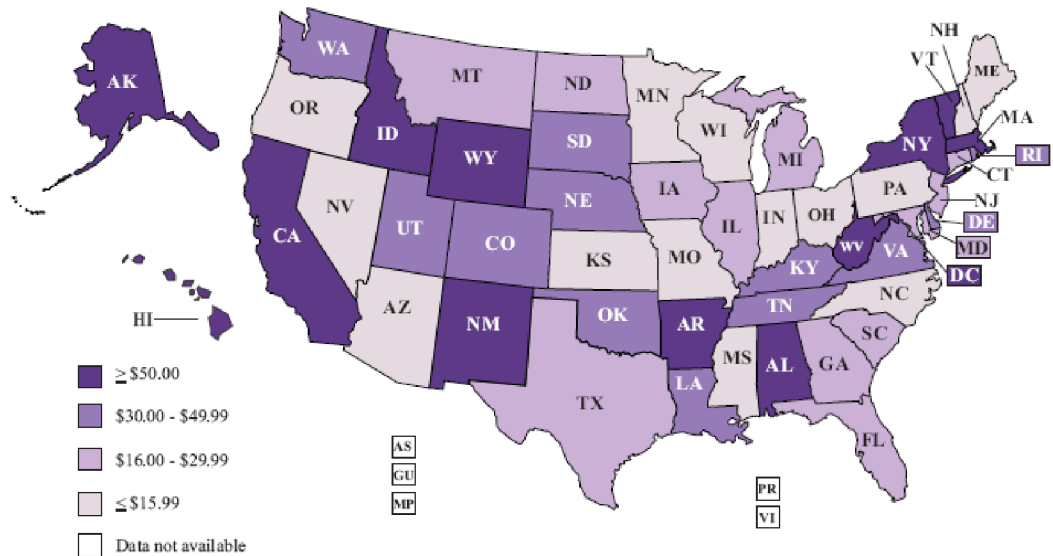 NH
WA
VT
ME
MT
ND
AK
MN
OR
MA
ID
WI
SD
NY
WY
MI
RI
CT
IA
PA
NE
NV
NJ
OH
IN
IL
UT
DE
CA
CO
WV
MD
VA
KS
MO
KY
DC
NC
TN
AZ
OK
HI
NM
AR
SC
MS
AL
GA
≥ $50.00
LA
TX
$30.00 - $49.99
FL
AS
$16.00 - $29.99
GU
PR
≤ $15.99
MP
VI
Data not available